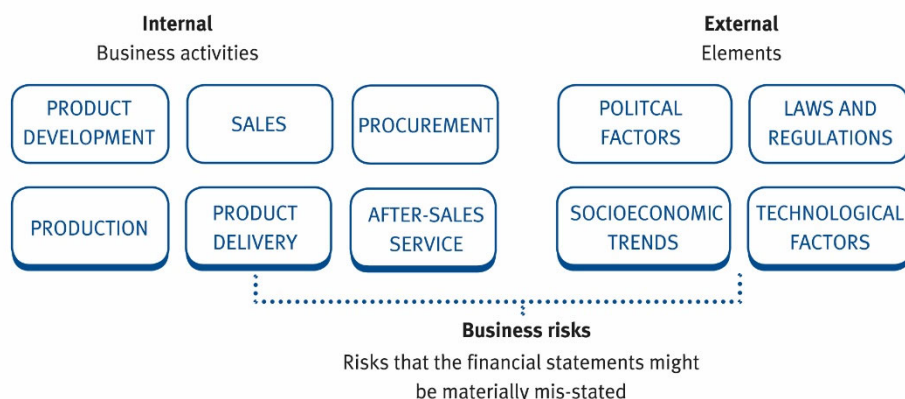 Internal
Business activities
External
Elements
PRODUCT
DEVELOPMENT
SALES
PROCUREMENT
POLITCAL
FACTORS
LAWS AND
REGULATIONS
PRODUCTION
PRODUCT
DELIVERY
AFTER-SALES
SERVICE
SOCIOECONOMIC
TRENDS
TECHNOLOGICAL
FACTORS
Business risks
Risks that the financial statements might
be materially mis-stated